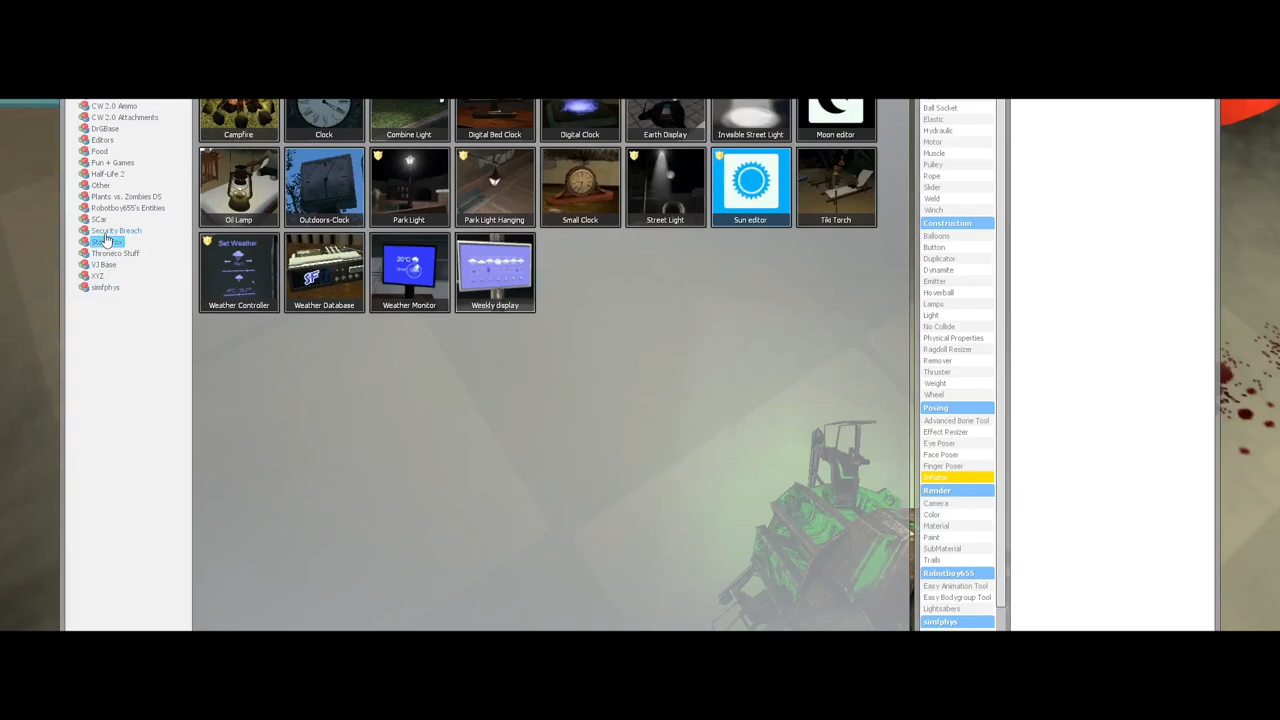 CW 2.0 Ammo
CW 2.0 Attachments
DrGBase
Editors
Food
Fun + Games
Half-Life 2
Other
Plants vs. Zombies DS
Robotboy655's Entities
SCar
Security Breach
Throneco Stuff
VJ Base
XYZ
simfphys
Campfire
Clock
Combine Light
Digital Bed Clock
Digital Clock
Earth Display
Invisible Street Light
Moon editor
Oil Lamp
Outdoors-Clock
Park Light
Park Light Hanging
Small Clock
Street Light
Sun editor
Tiki Torch
Set Weather
Weather Controller
SF
Weather Database
20°C
Weather Monitor
Weekly display
Ball Socket
Elastic
Hydraulic
Motor
Muscle
Pulley
Rope
Slider
Weld
Winch
Construction
Balloons
Button
Duplicator
Dynamite
Emitter
Hoverball
Lamps
Light
No Collide
Physical Properties
Ragdoll Resizer
Remover
Thruster
Weight
Wheel
Posing
Advanced Bone Tool
Effect Resizer
Eye Poser
Face Poser
Finger Poser
Inflator
Render
Camera
Color
Material
Paint
SubMaterial
Trails
Robotboy655
Easy Animation Tool
Easy Bodygroup Tool
Lightsabers
simfphys